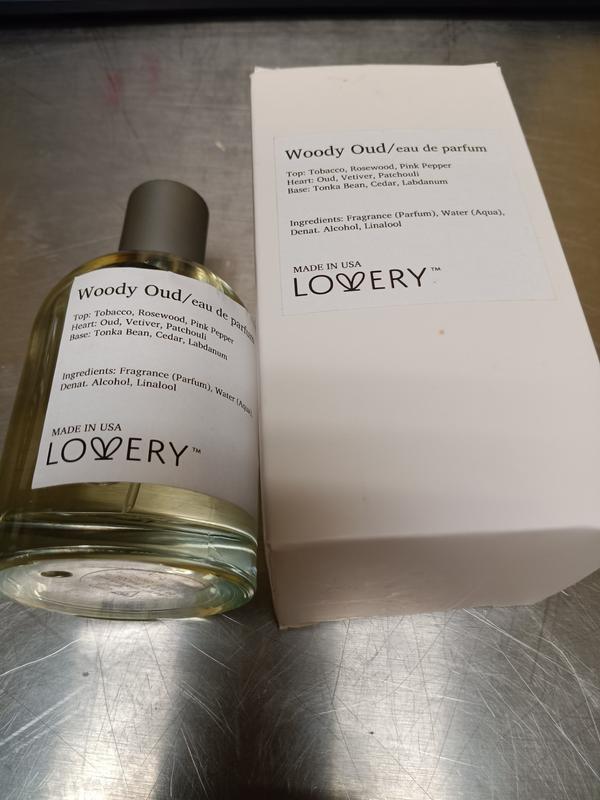 Woody Oud/eau de parfum
Top: Tobacco, Rosewood, Pink Pepper
Heart: Oud, Vetiver, Patchouli
Base: Tonka Bean, Cedar, Labdanum
Ingredients: Fragrance (Parfum), Water (Aqua),
Denat. Alcohol, Linalool
MADE IN USA
LOVERY™
Woody Oud/eau de parfum
Top: Tobacco, Rosewood, Pink Pepper
Heart: Oud, Vetiver, Patchouli
Base: Tonka Bean, Cedar, Labdanum
Ingredients: Fragrance (Parfum), Water (Aqua),
Denat. Alcohol, Linalool
MADE IN USA
LOVERY™